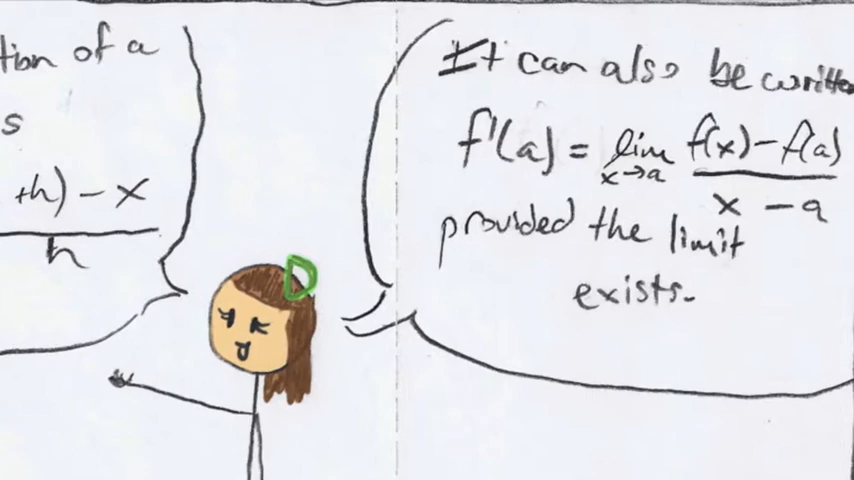 tion of a
s
+h) - x
h
It can also be written
f'(a) = lim f(x) - f(a)
x→a
x - a
provided the limit
exists.
D